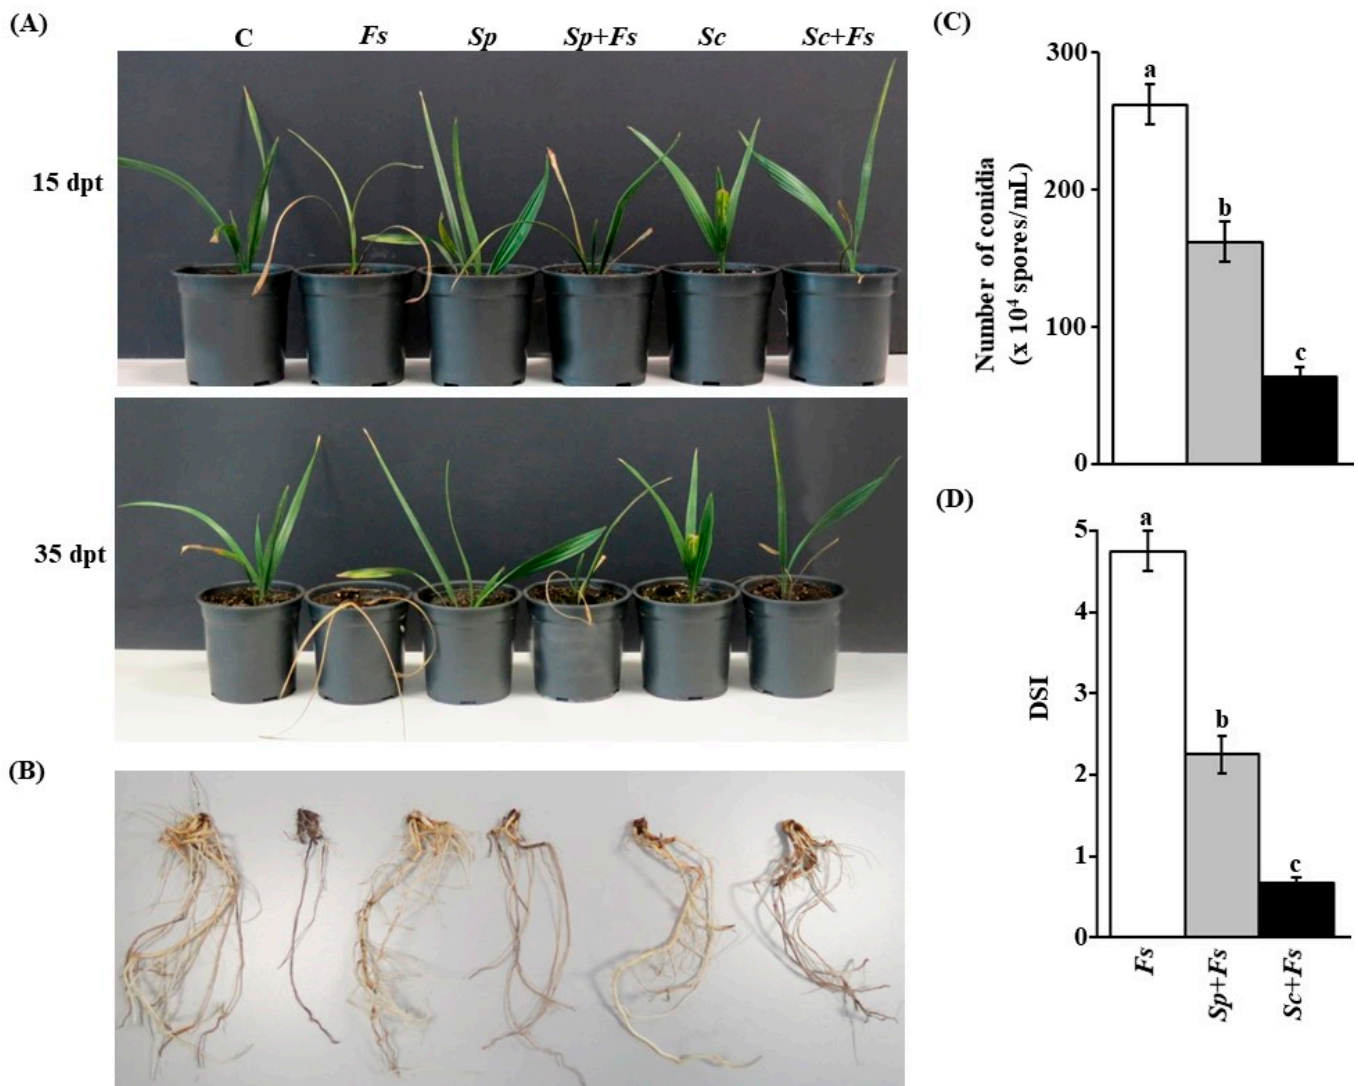 (A)
C Fs Sp Sp+Fs Sc Sc+Fs
15 dpt
35 dpt
(B)
(C)
Number of conidia
(x 10⁴ spores/mL)
300
200
100
0
a
b
c
(D)
DSI
5
4
3
2
1
0
a
b
c
Fs
Sp+Fs
Sc+Fs